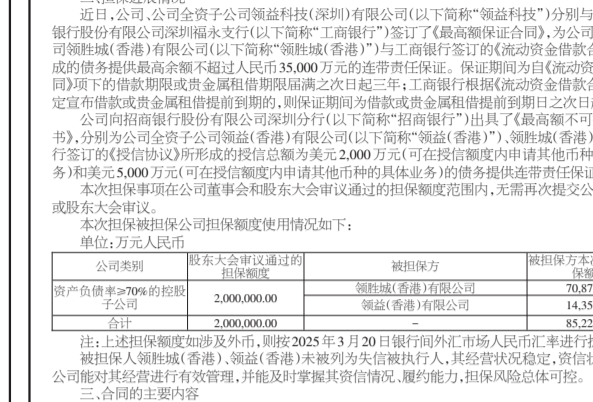 二、担保进展情况
近日,公司、公司全资子公司领益科技(深圳)有限公司(以下简称“领益科技”)分别与
银行股份有限公司深圳福永支行(以下简称“工商银行”)签订了《最高额保证合同》,为公司
司领胜城(香港)有限公司(以下简称“领胜城(香港)”)与工商银行签订的《流动资金借款合
成的债务提供最高余额不超过人民币35,000万元的连带责任保证。保证期间为自《流动资
同》项下的借款期限或贵金属租借期限届满之次日起三年;工商银行根据《流动资金借款合
定宣布借款或贵金属租借提前到期的,则保证期间为借款或贵金属租借提前到期日之次日起
公司向招商银行股份有限公司深圳分行(以下简称“招商银行”)出具了《最高额不可
书》,分别为公司全资子公司领益(香港)有限公司(以下简称“领益(香港)”)、领胜城(香港)
行签订的《授信协议》所形成的授信总额为美元2,000万元(可在授信额度内申请其他币种
务)和美元5,000万元(可在授信额度内申请其他币种的具体业务)的债务提供连带责任保证
本次担保事项在公司董事会和股东大会审议通过的担保额度范围内,无需再次提交公
或股东大会审议。
本次担保被担保公司担保额度使用情况如下:
单位:万元人民币
公司类别 股东大会审议通过的担保额度 被担保方 被担保方本次
保额
资产负债率≥70%的控股子公司 2,000,000.00 领胜城(香港)有限公司 70,87
领益(香港)有限公司 14,35
合计 2,000,000.00 - 85,22
注:上述担保额度如涉及外币,则按2025年3月20日银行间外汇市场人民币汇率进行折
被担保人领胜城(香港)、领益(香港)未被列为失信被执行人,其经营状况稳定,资信状
公司能对其经营进行有效管理,并能及时掌握其资信情况、履约能力,担保风险总体可控。
三、合同的主要内容